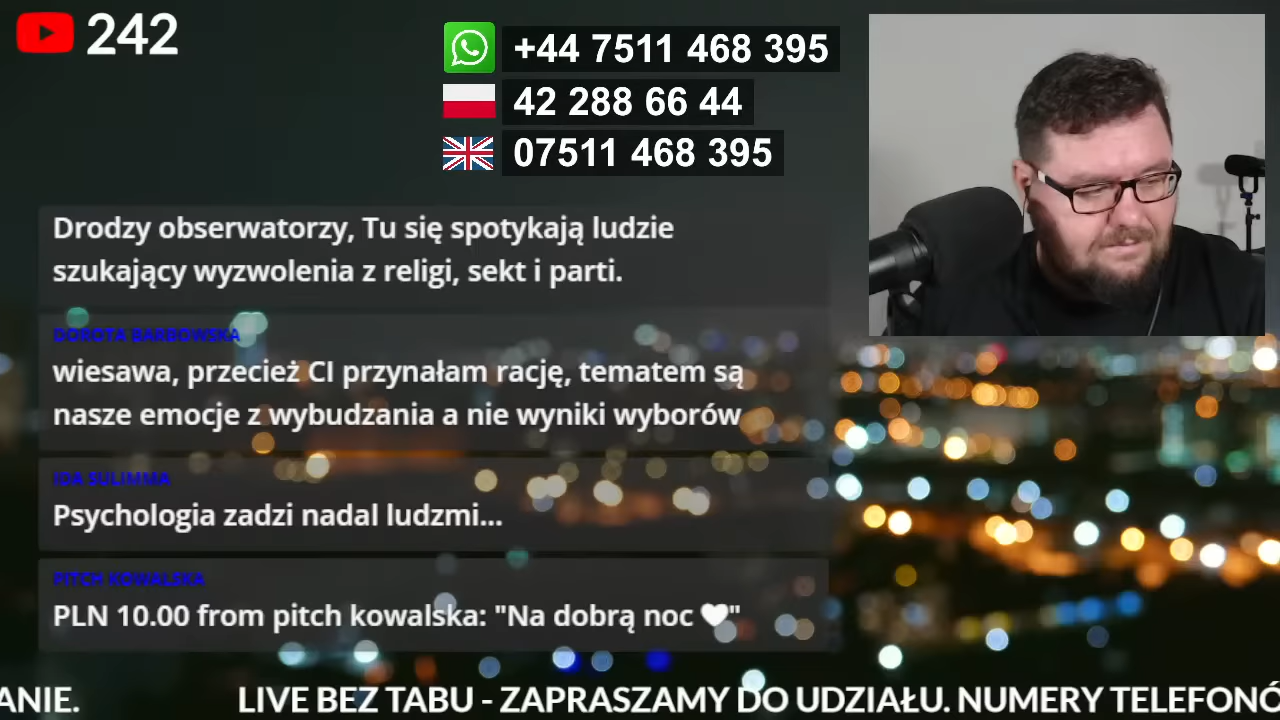 242
+44 7511 468 395
42 288 66 44
07511 468 395
Drodzy obserwatorzy, Tu się spotykają ludzie
szukający wyzwolenia z religi, sekt i parti.
DOROTA BARBOWSKA
wiesawa, przecież CI przynałam rację, tematem są
nasze emocje z wybudzania a nie wyniki wyborów
IDA SULIMMA
Psychologia zadzi nadal ludzmi...
PITCH KOWALSKA
PLN 10.00 from pitch kowalska: "Na dobrą noc 🤍"
ANIE. LIVE BEZ TABU - ZAPRASZAMY DO UDZIAŁU. NUMERY TELEFONÓ